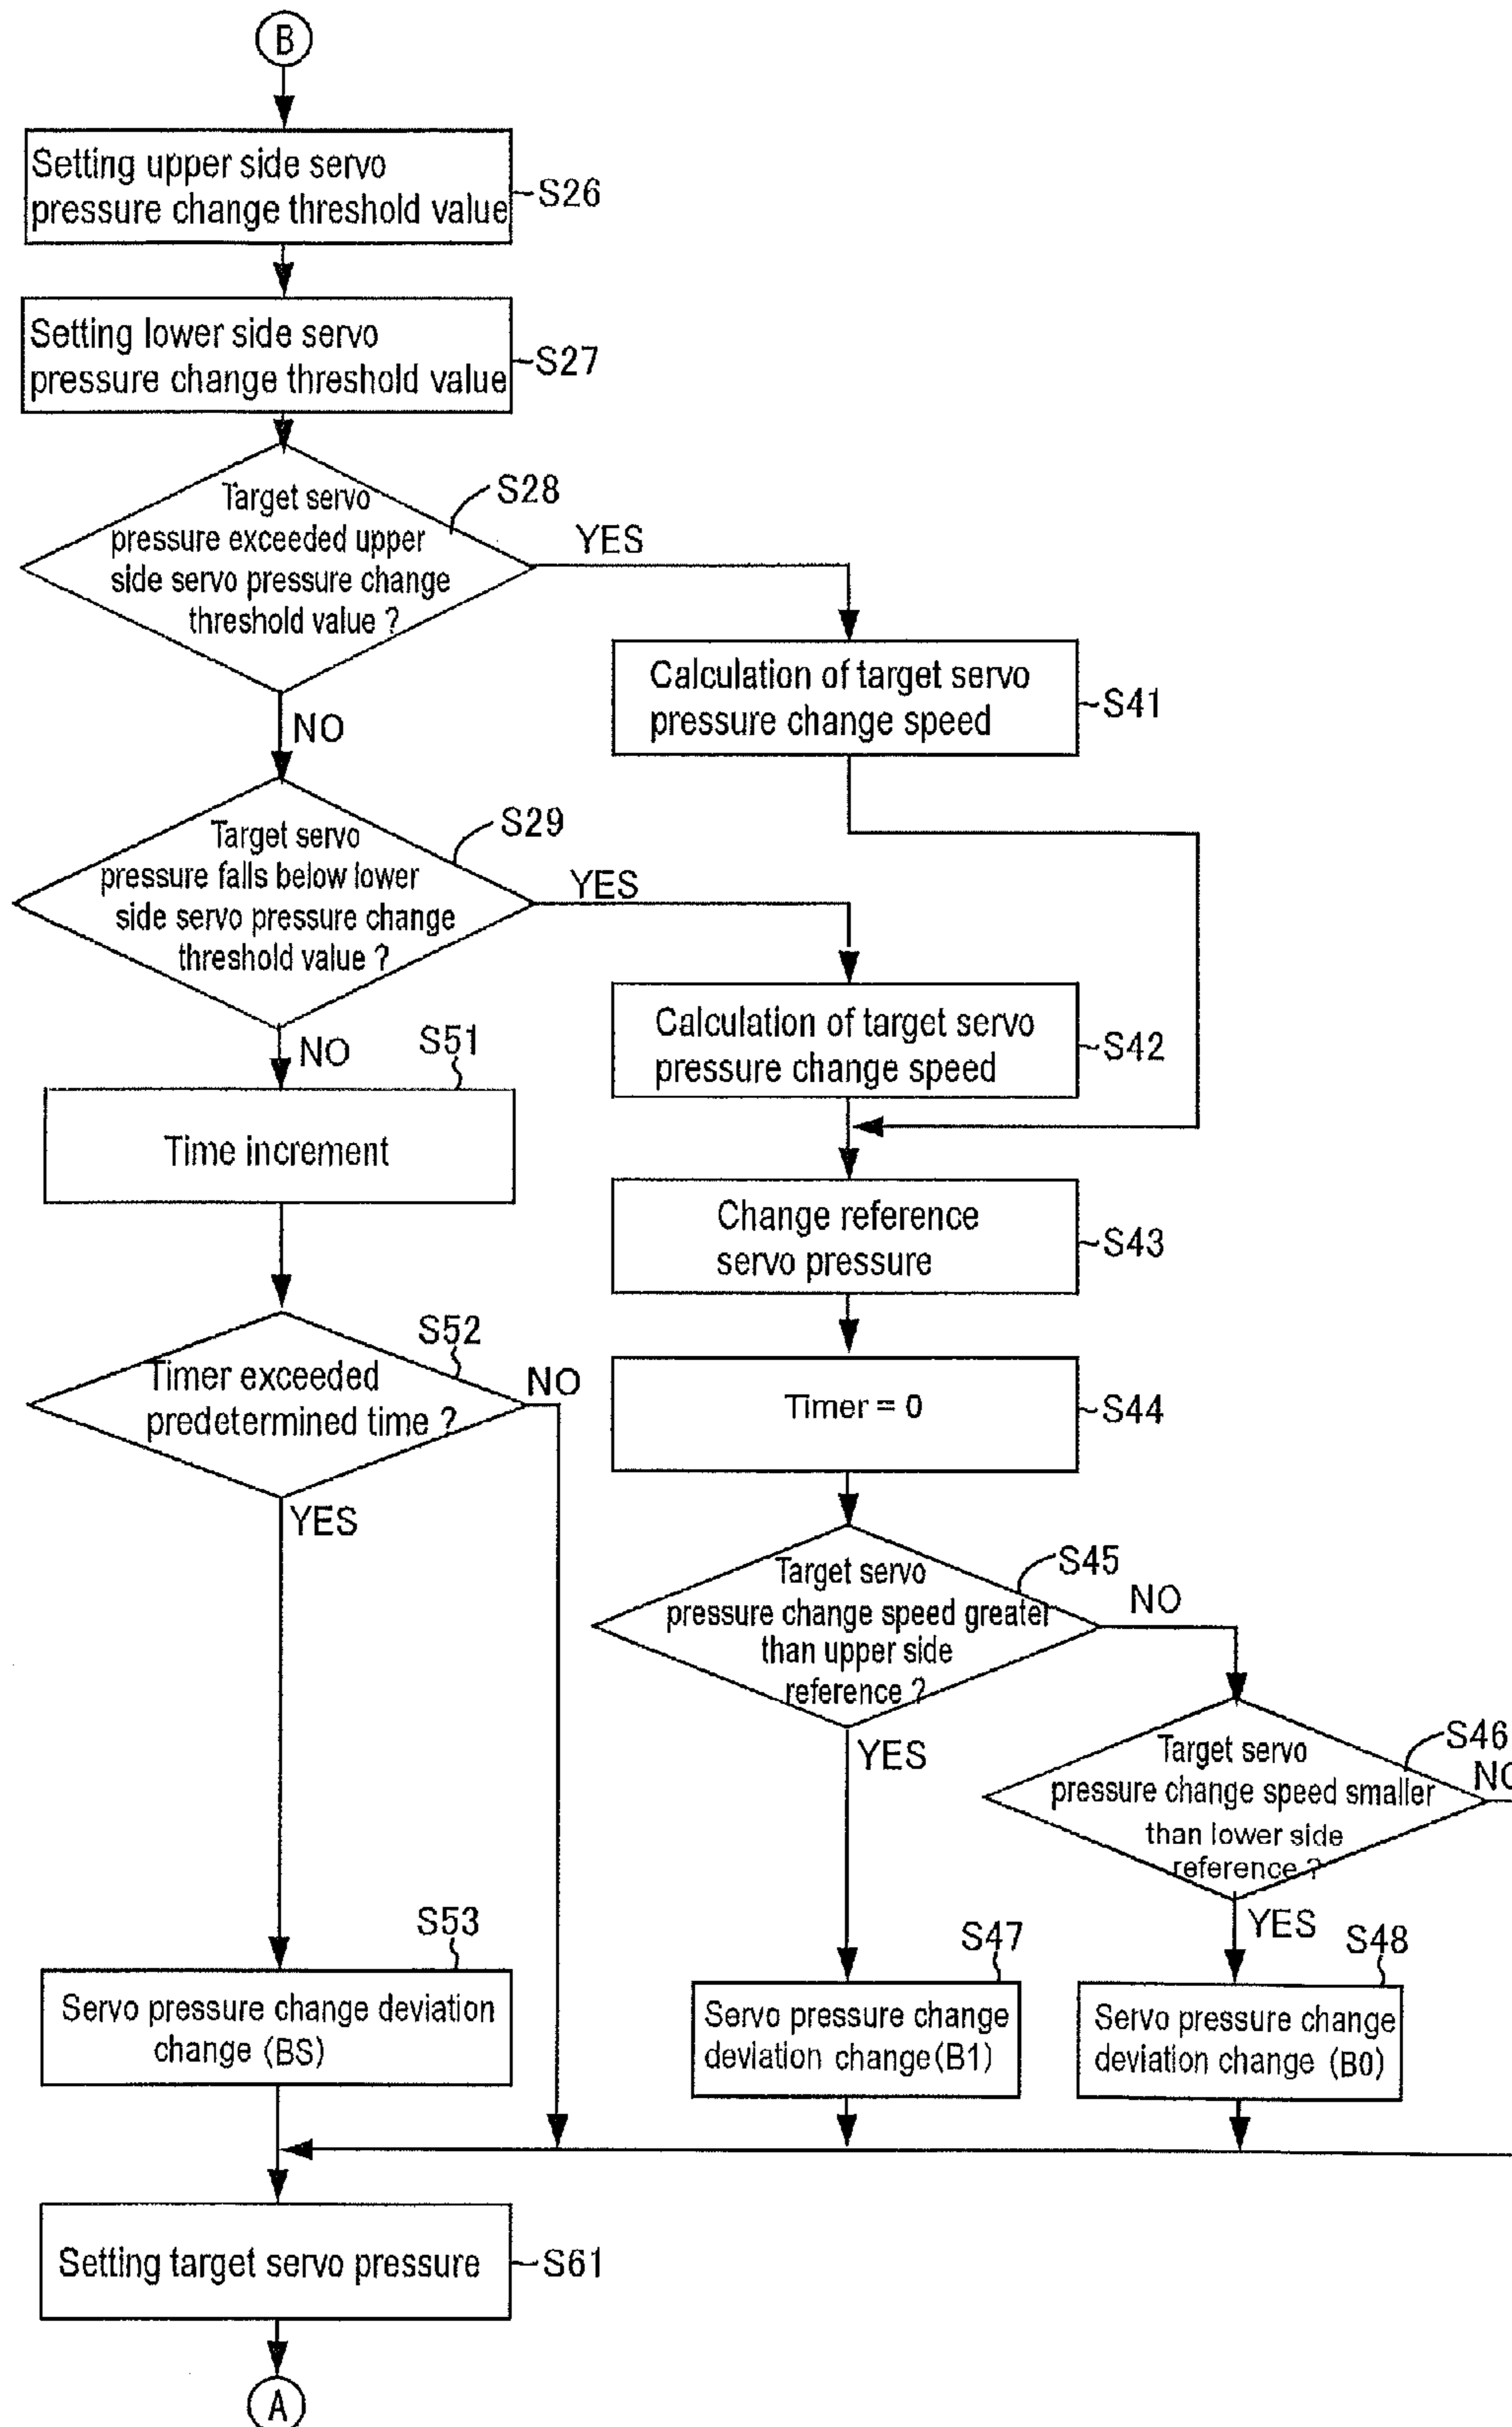 B
Setting upper side servo
pressure change threshold value
S26
Setting lower side servo
pressure change threshold value
S27
Target servo
pressure exceeded upper
side servo pressure change
threshold value ?
S28
YES
NO
Calculation of target servo
pressure change speed
S41
Target servo
pressure falls below lower
side servo pressure change
threshold value ?
S29
YES
NO
Calculation of target servo
pressure change speed
S42
S51
Time increment
Change reference
servo pressure
S43
S52
Timer exceeded
predetermined time ?
NO
YES
Timer = 0
S44
Target servo
pressure change speed greater
than upper side
reference ?
S45
NO
YES
Target servo
pressure change speed smaller
than lower side
reference ?
S46
NO
YES
S53
Servo pressure change deviation
change (BS)
S47
Servo pressure change
deviation change(B1)
S48
Servo pressure change
deviation change (B0)
Setting target servo pressure
S61
A